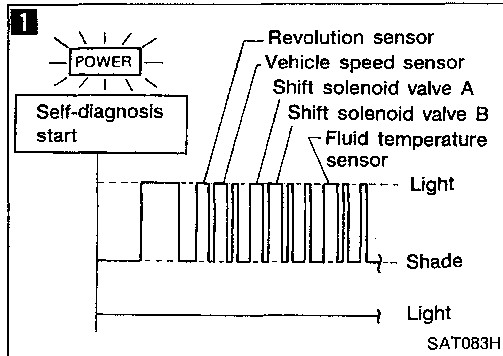 1
Revolution sensor
POWER
Vehicle speed sensor
Shift solenoid valve A
Self-diagnosis
start
Shift solenoid valve B
Fluid temperature
sensor
Light
Shade
Light
SAT083H